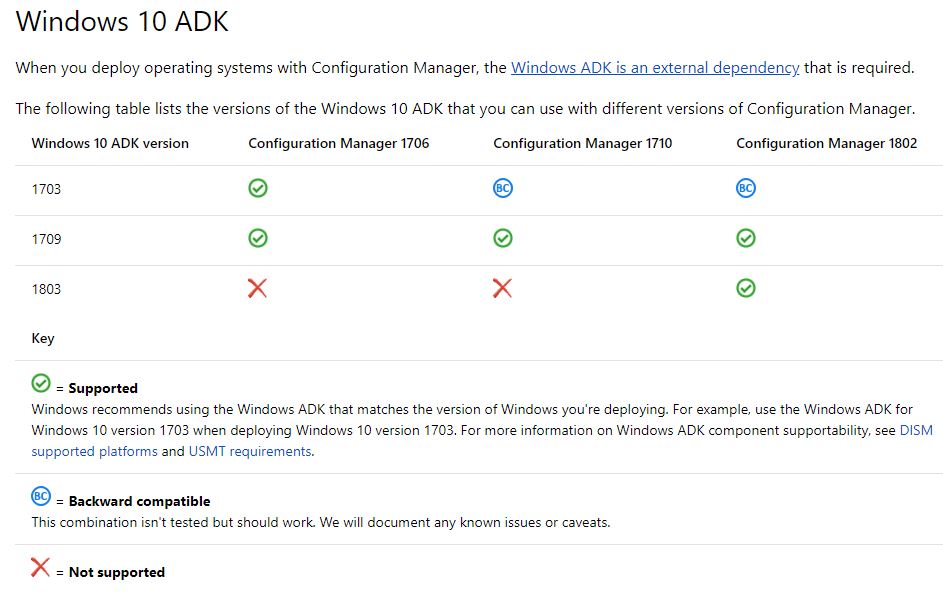 Windows 10 ADK
When you deploy operating systems with Configuration Manager, the Windows ADK is an external dependency that is required.
The following table lists the versions of the Windows 10 ADK that you can use with different versions of Configuration Manager.
Windows 10 ADK version Configuration Manager 1706 Configuration Manager 1710 Configuration Manager 1802
1703 BC BC
1709
1803
Key
= Supported
Windows recommends using the Windows ADK that matches the version of Windows you're deploying. For example, use the Windows ADK for
Windows 10 version 1703 when deploying Windows 10 version 1703. For more information on Windows ADK component supportability, see DISM
supported platforms and USMT requirements.
BC = Backward compatible
This combination isn't tested but should work. We will document any known issues or caveats.
= Not supported